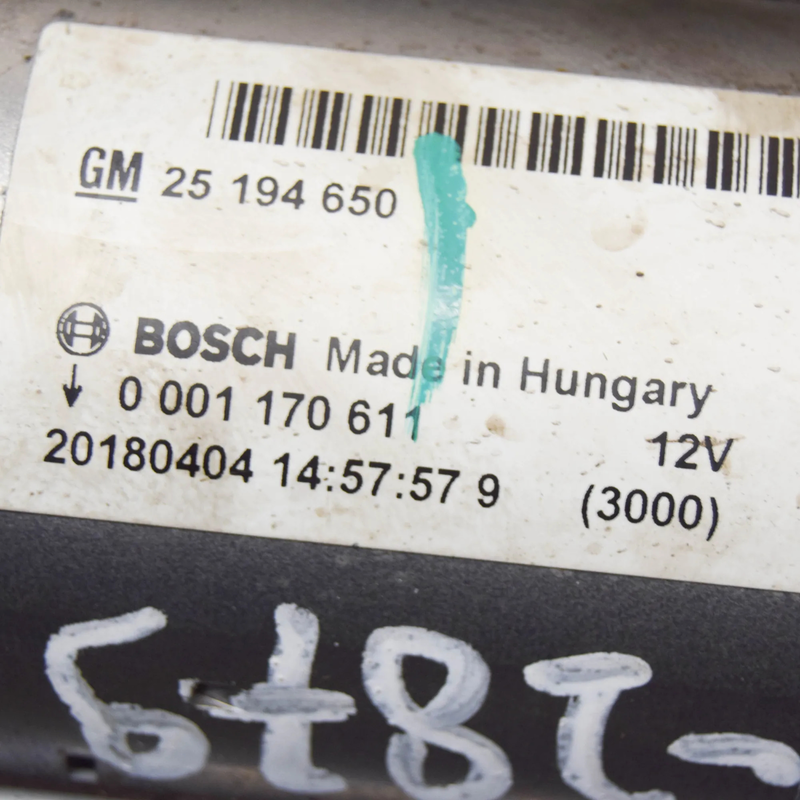 GM 25 194 650
BOSCH Made in Hungary
↓ 0 001 170 611 12V
20180404 14:57:57 9 (3000)
-2879